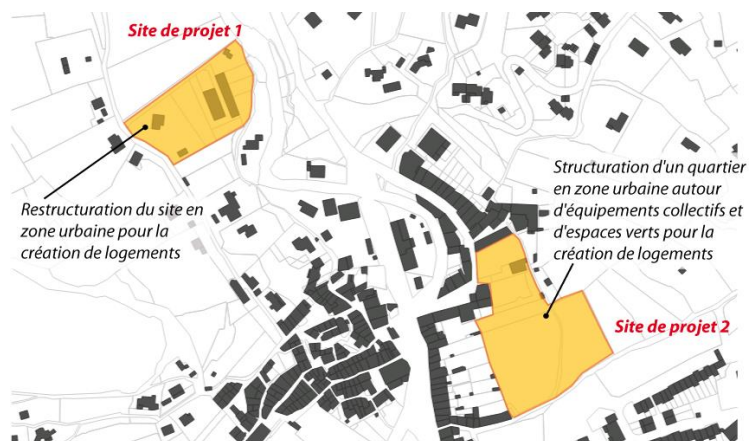 Site de projet 1
Restructuration du site en
zone urbaine pour la
création de logements
Structuration d'un quartier
en zone urbaine autour
d'équipements collectifs et
d'espaces verts pour la
création de logements
Site de projet 2